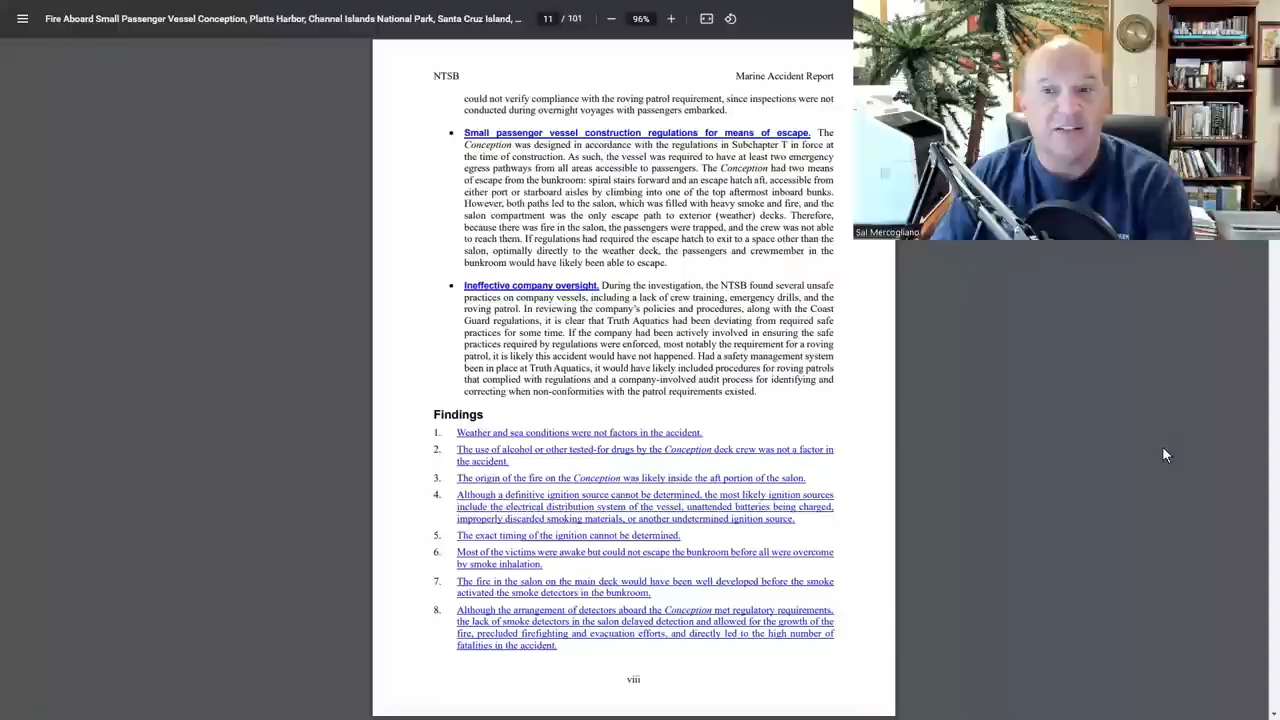 Fire Aboard Small Passenger Vessel Conception, Platts Harbor, Channel Islands National Park, Santa Cruz Island, ...
11 / 101
96%
NTSB
Marine Accident Report
could not verify compliance with the roving patrol requirement, since inspections were not
conducted during overnight voyages with passengers embarked.
• Small passenger vessel construction regulations for means of escape. The
Conception was designed in accordance with the regulations in Subchapter T in force at
the time of construction. As such, the vessel was required to have at least two emergency
egress pathways from all areas accessible to passengers. The Conception had two means
of escape from the bunkroom: spiral stairs forward and an escape hatch aft, accessible from
either port or starboard aisles by climbing into one of the top aftermost inboard bunks.
However, both paths led to the salon, which was filled with heavy smoke and fire, and the
salon compartment was the only escape path to exterior (weather) decks. Therefore,
because there was fire in the salon, the passengers were trapped, and the crew was not able
to reach them. If regulations had required the escape hatch to exit to a space other than the
salon, optimally directly to the weather deck, the passengers and crewmember in the
bunkroom would have likely been able to escape.
• Ineffective company oversight. During the investigation, the NTSB found several unsafe
practices on company vessels, including a lack of crew training, emergency drills, and the
roving patrol. In reviewing the company's policies and procedures, along with the Coast
Guard regulations, it is clear that Truth Aquatics had been deviating from required safe
practices for some time. If the company had been actively involved in ensuring the safe
practices required by regulations were enforced, most notably the requirement for a roving
patrol, it is likely this accident would have not happened. Had a safety management system
been in place at Truth Aquatics, it would have likely included procedures for roving patrols
that complied with regulations and a company-involved audit process for identifying and
correcting when non-conformities with the patrol requirements existed.
Findings
1. Weather and sea conditions were not factors in the accident.
2. The use of alcohol or other tested-for drugs by the Conception deck crew was not a factor in
the accident.
3. The origin of the fire on the Conception was likely inside the aft portion of the salon.
4. Although a definitive ignition source cannot be determined, the most likely ignition sources
include the electrical distribution system of the vessel, unattended batteries being charged,
improperly discarded smoking materials, or another undetermined ignition source.
5. The exact timing of the ignition cannot be determined.
6. Most of the victims were awake but could not escape the bunkroom before all were overcome
by smoke inhalation.
7. The fire in the salon on the main deck would have been well developed before the smoke
activated the smoke detectors in the bunkroom.
8. Although the arrangement of detectors aboard the Conception met regulatory requirements,
the lack of smoke detectors in the salon delayed detection and allowed for the growth of the
fire, precluded firefighting and evacuation efforts, and directly led to the high number of
fatalities in the accident.
viii
Sal Mercogliano